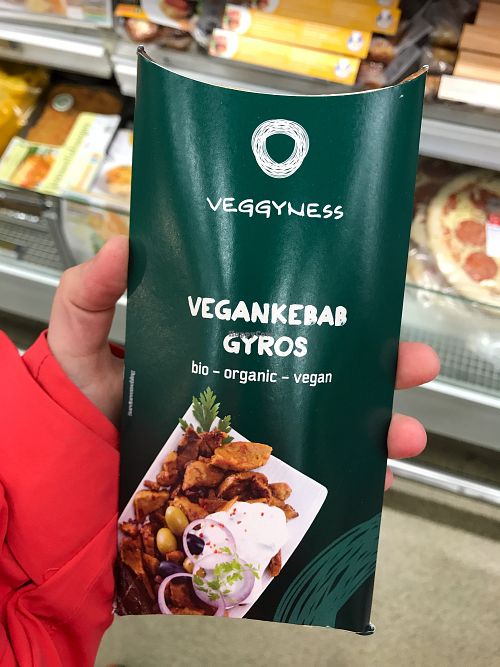 VEGGYNESS
VEGANKEBAB
GYROS
bio – organic – vegan